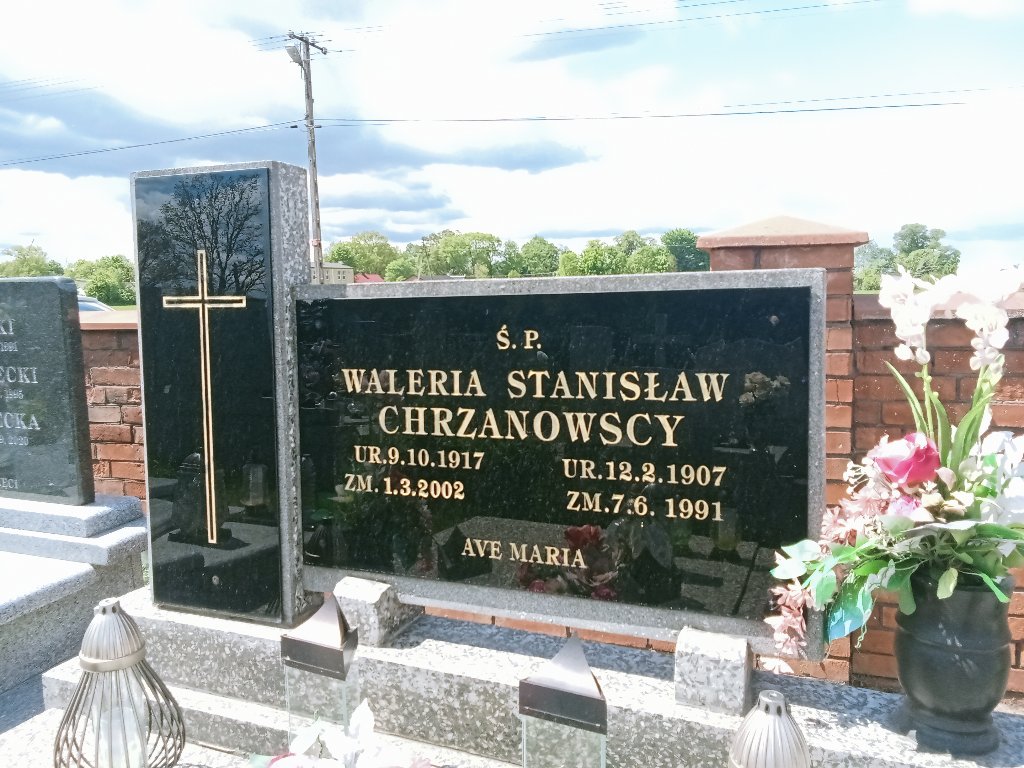 Ś. P.
WALERIA STANISŁAW
CHRZANOWSCY
UR.9.10.1917 UR.12.2.1907
ZM.1.3.2002 ZM.7.6.1991
AVE MARIA